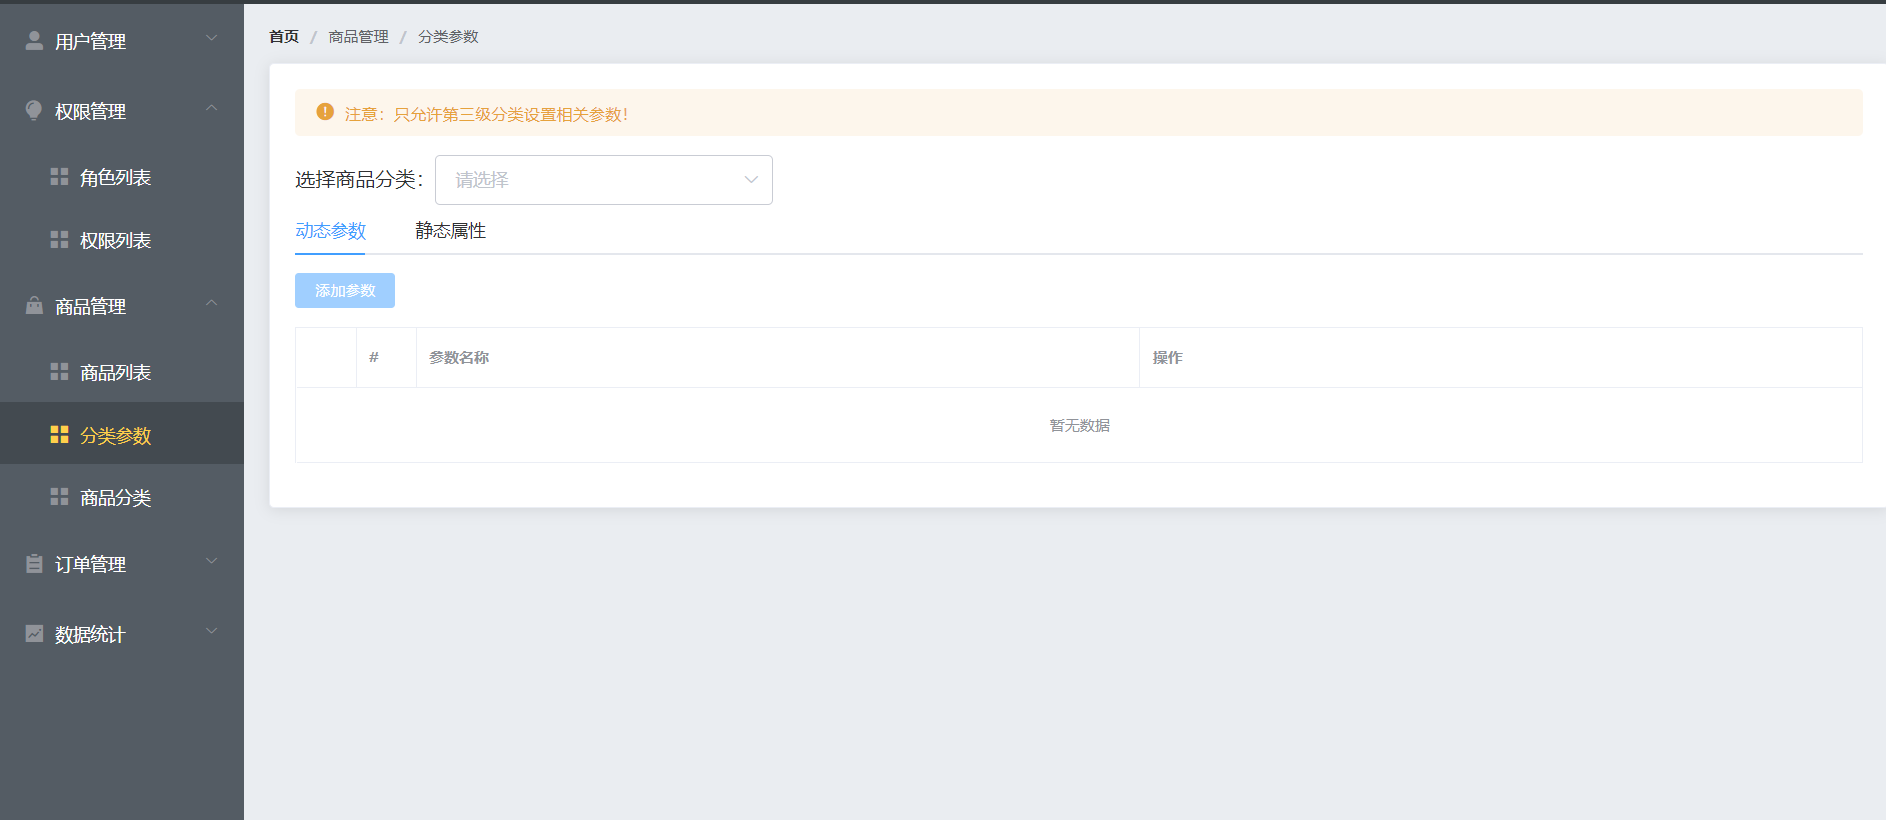 用户管理
权限管理
角色列表
权限列表
商品管理
商品列表
分类参数
商品分类
订单管理
数据统计
首页 / 商品管理 / 分类参数
注意：只允许第三级分类设置相关参数！
选择商品分类： 请选择
动态参数 静态属性
添加参数
# 参数名称 操作
暂无数据